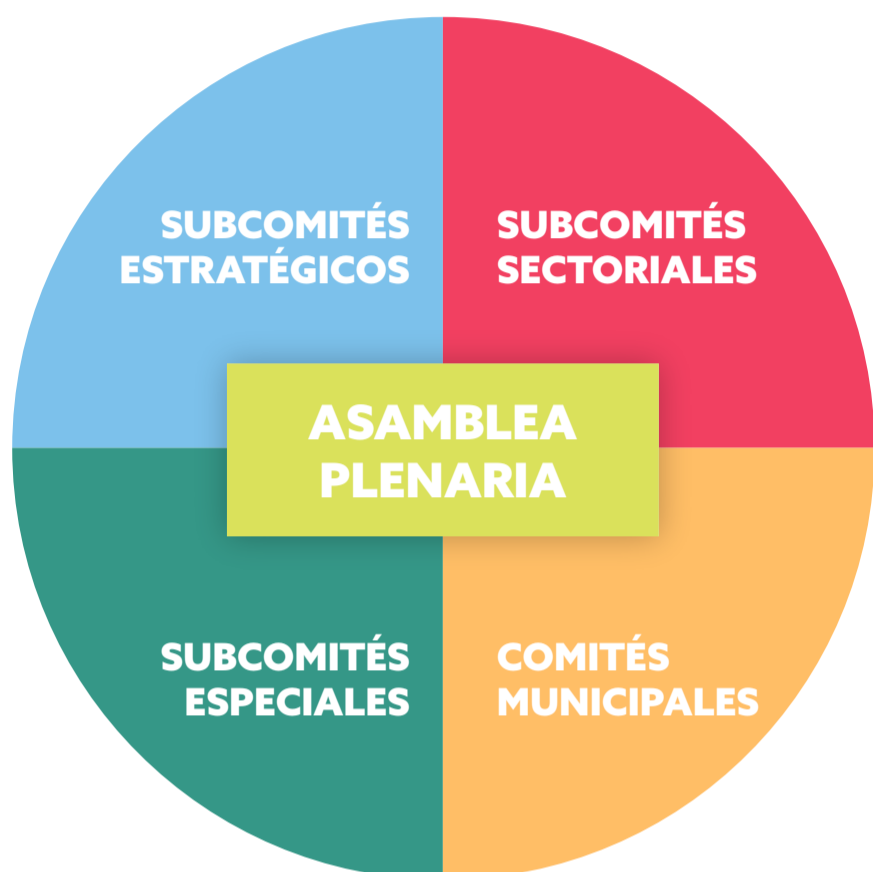 SUBCOMITÉS
ESTRATÉGICOS
SUBCOMITÉS
SECTORIALES
ASAMBLEA
PLENARIA
SUBCOMITÉS
ESPECIALES
COMITÉS
MUNICIPALES